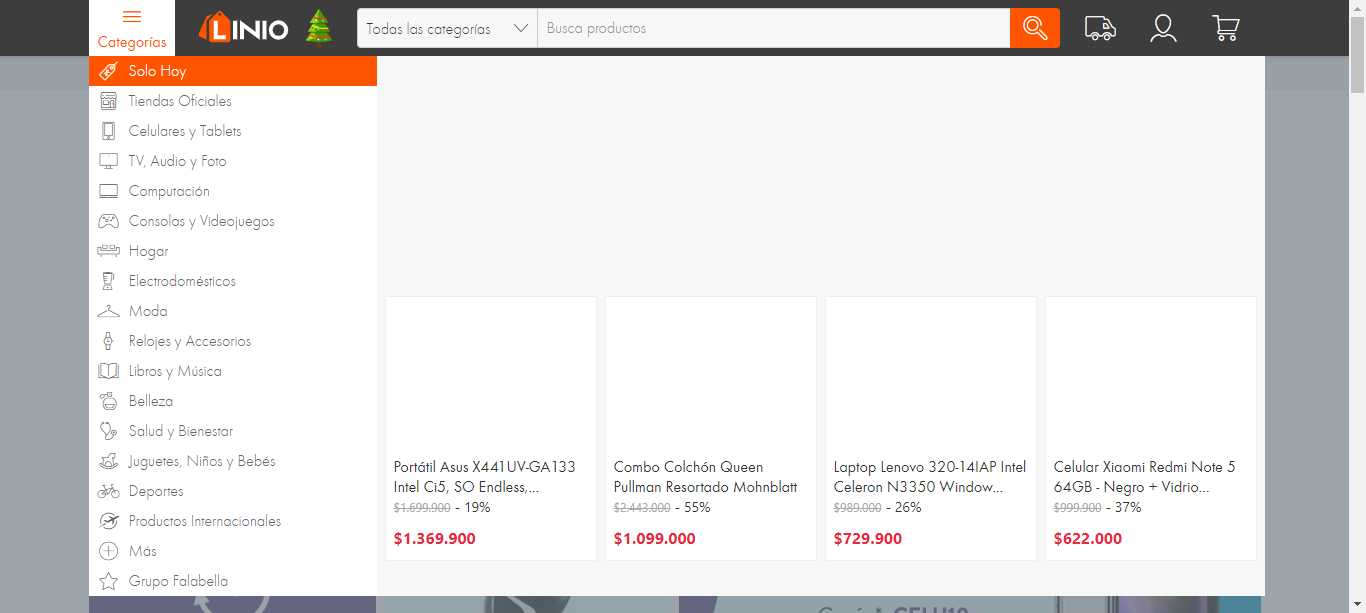 Categorías
LINIO
Todas las categorías
Busca productos
Solo Hoy
Tiendas Oficiales
Celulares y Tablets
TV, Audio y Foto
Computación
Consolas y Videojuegos
Hogar
Electrodomésticos
Moda
Relojes y Accesorios
Libros y Música
Belleza
Salud y Bienestar
Juguetes, Niños y Bebés
Deportes
Productos Internacionales
Más
Grupo Falabella
Portátil Asus X441UV-GA133
Intel Ci5, SO Endless,...
$1.699.900 - 19%
$1.369.900
Combo Colchón Queen
Pullman Resortado Mohnblatt
$2.443.000 - 55%
$1.099.000
Laptop Lenovo 320-14IAP Intel
Celeron N3350 Window...
$989.000 - 26%
$729.900
Celular Xiaomi Redmi Note 5
64GB - Negro + Vidrio...
$999.900 - 37%
$622.000